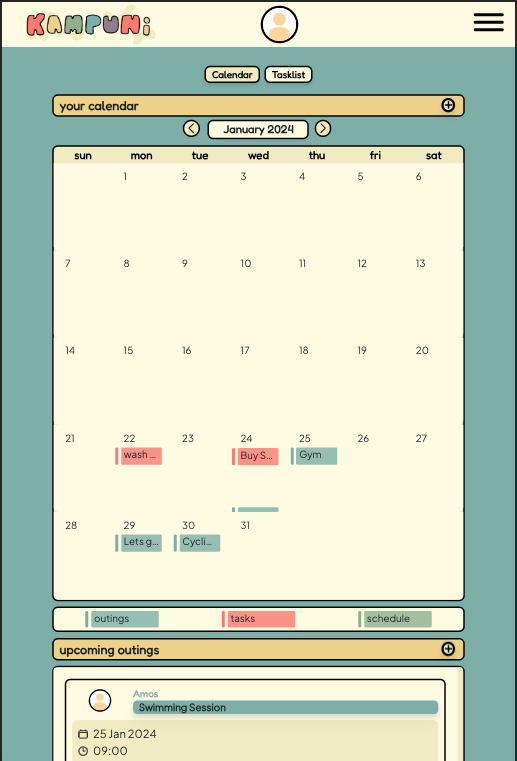 KAMPUNi
Calendar Tasklist
your calendar
January 2024
sun mon tue wed thu fri sat
1 2 3 4 5 6
7 8 9 10 11 12 13
14 15 16 17 18 19 20
21 22 23 24 25 26 27
wash ... Buy S... Gym
28 29 30 31
Lets g... Cycli...
outings tasks schedule
upcoming outings
Amos
Swimming Session
25 Jan 2024
09:00